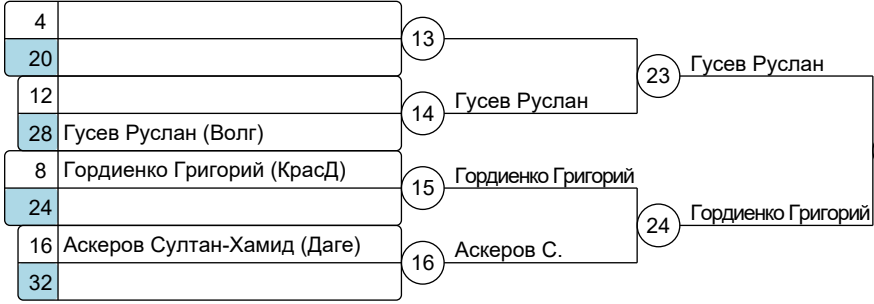 4
20
13
12
28 Гусев Руслан (Волг)
14
Гусев Руслан
23
Гусев Руслан
8 Гордиенко Григорий (КрасД)
24
15
Гордиенко Григорий
16 Аскеров Султан-Хамид (Даге)
32
16
Аскеров С.
24
Гордиенко Григорий